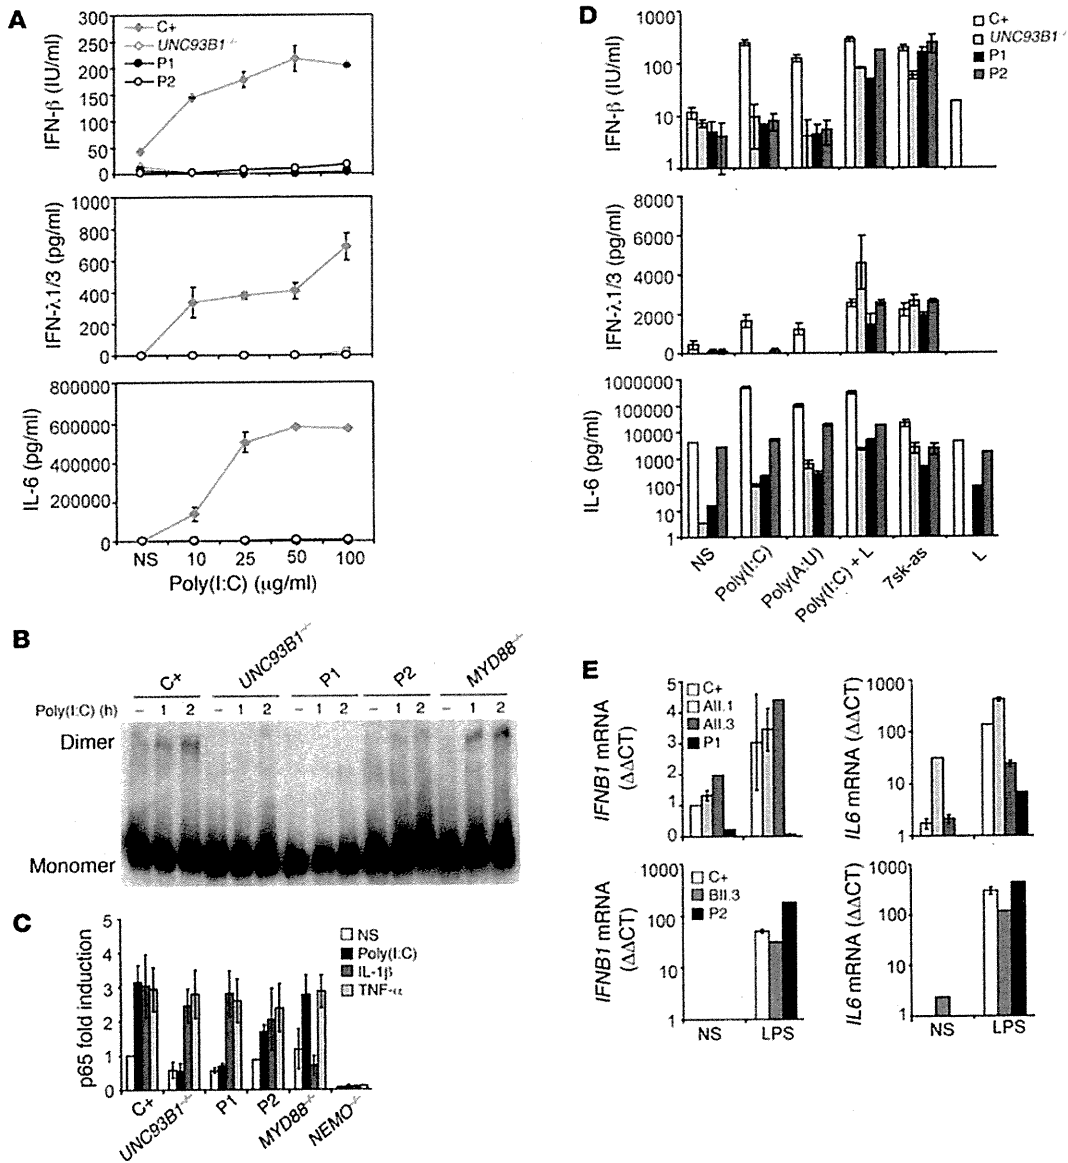 A
IFN-β (IU/ml)
300
250
200
150
100
50
0
C+
UNC93B1-/-
P1
P2
IFN-λ1/3 (pg/ml)
1000
800
600
400
200
0
IL-6 (pg/ml)
800000
600000
400000
200000
0
NS 10 25 50 100
Poly(I:C) (µg/ml)
B
C+ UNC93B1-/- P1 P2 MYD88-/-
Poly(I:C) (h) – 1 2 – 1 2 – 1 2 – 1 2 – 1 2
Dimer
Monomer
C
p65 fold induction
5
4
3
2
1
0
NS
Poly(I:C)
IL-1β
TNF-α
C+ UNC93B1-/- P1 P2 MYD88-/- NEMO-/-
D
IFN-β (IU/ml)
1000
100
10
1
C+
UNC93B1-/-
P1
P2
IFN-λ1/3 (pg/ml)
8000
6000
4000
2000
0
IL-6 (pg/ml)
1000000
100000
10000
1000
100
10
1
NS Poly(I:C) Poly(A:U) Poly(I:C) + L 7sk-as L
E
IFNB1 mRNA
(ΔΔCT)
5
4
3
2
1
0
C+
AII.1
AII.3
P1
IL6 mRNA (ΔΔCT)
1000
100
10
1
IFNB1 mRNA
(ΔΔCT)
1000
100
10
1
C+
BII.3
P2
NS LPS
IL6 mRNA (ΔΔCT)
1000
100
10
1
NS LPS